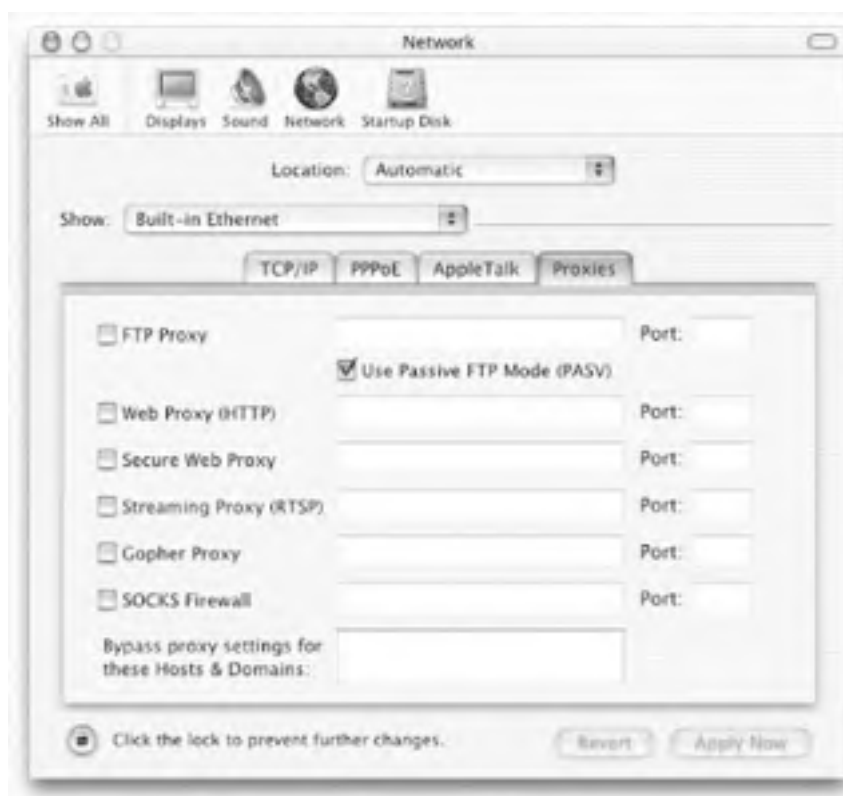 Network
Show All Displays Sound Network Startup Disk
Location: Automatic
Show: Built-in Ethernet
TCP/IP PPPoE AppleTalk Proxies
FTP Proxy Port:
Use Passive FTP Mode (PASV)
Web Proxy (HTTP) Port:
Secure Web Proxy Port:
Streaming Proxy (RTSP) Port:
Gopher Proxy Port:
SOCKS Firewall Port:
Bypass proxy settings for
these Hosts & Domains:
Click the lock to prevent further changes. Revert Apply Now